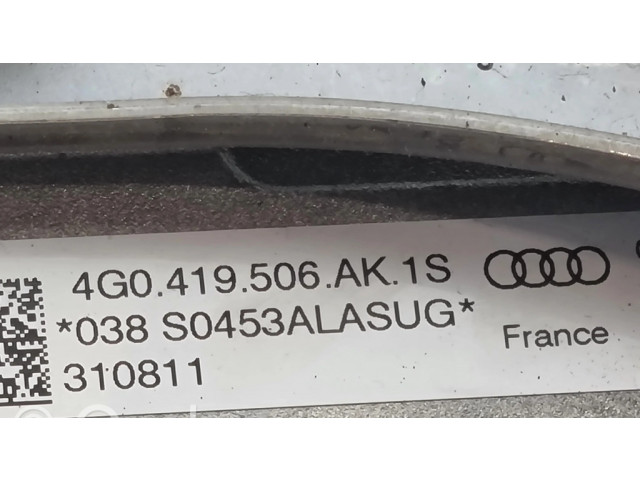 4G0.419.506.AK.1S
*038 S0453ALASUG*
France
310811